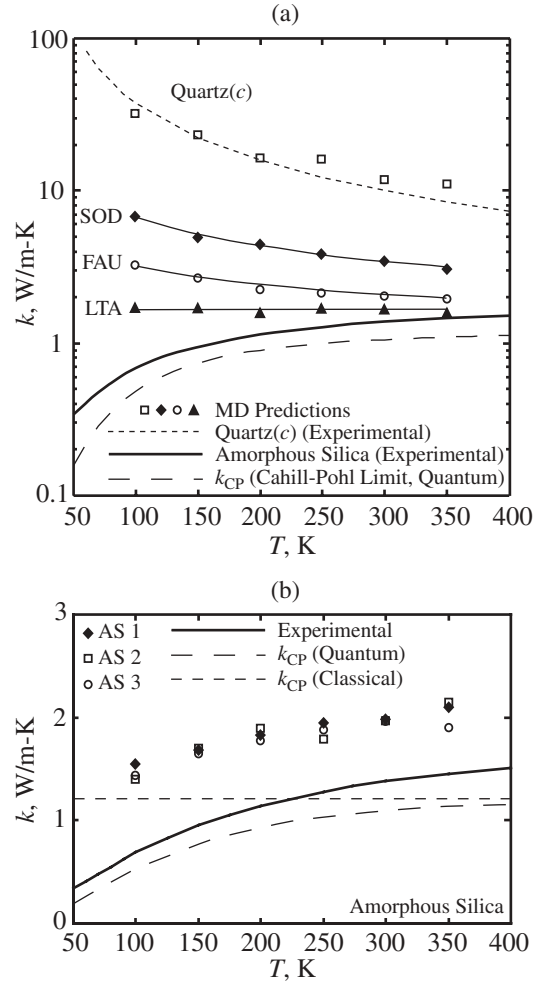 (a)
100
Quartz(c)
10
SOD
FAU
LTA
1
k, W/m-K
MD Predictions
Quartz(c) (Experimental)
Amorphous Silica (Experimental)
kCP (Cahill-Pohl Limit, Quantum)
0.1
50 100 150 200 250 300 350 400
T, K
(b)
3
AS 1 Experimental
AS 2 kCP (Quantum)
AS 3 kCP (Classical)
2
k, W/m-K
1
Amorphous Silica
0
50 100 150 200 250 300 350 400
T, K